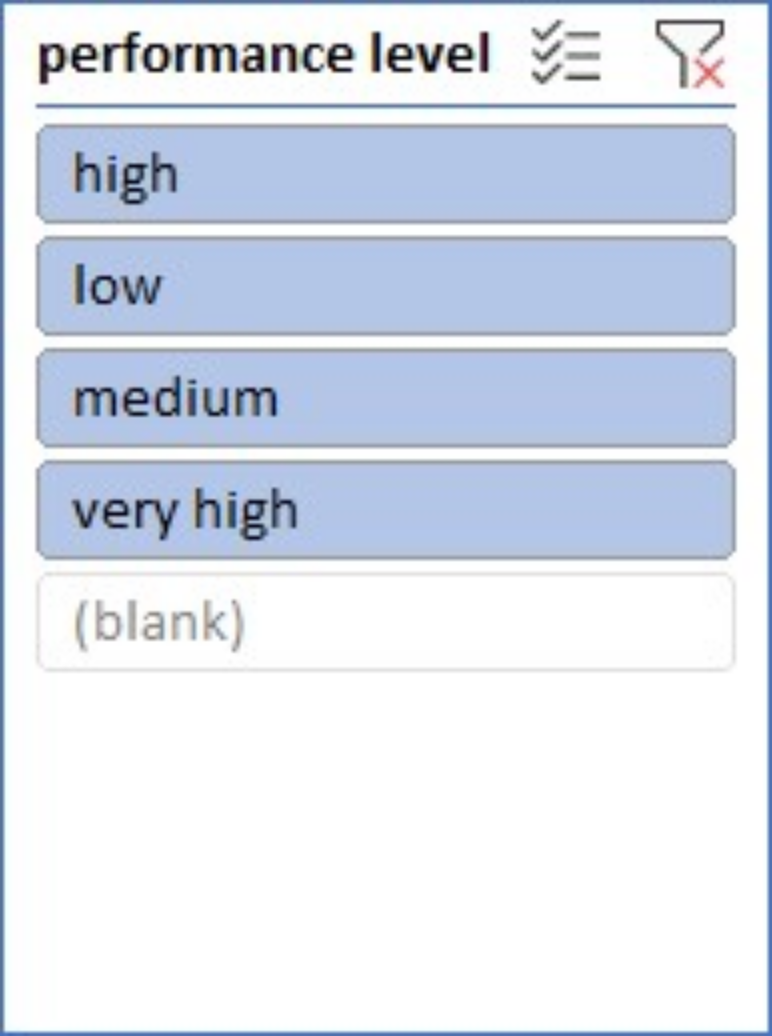 performance level
high
low
medium
very high
(blank)